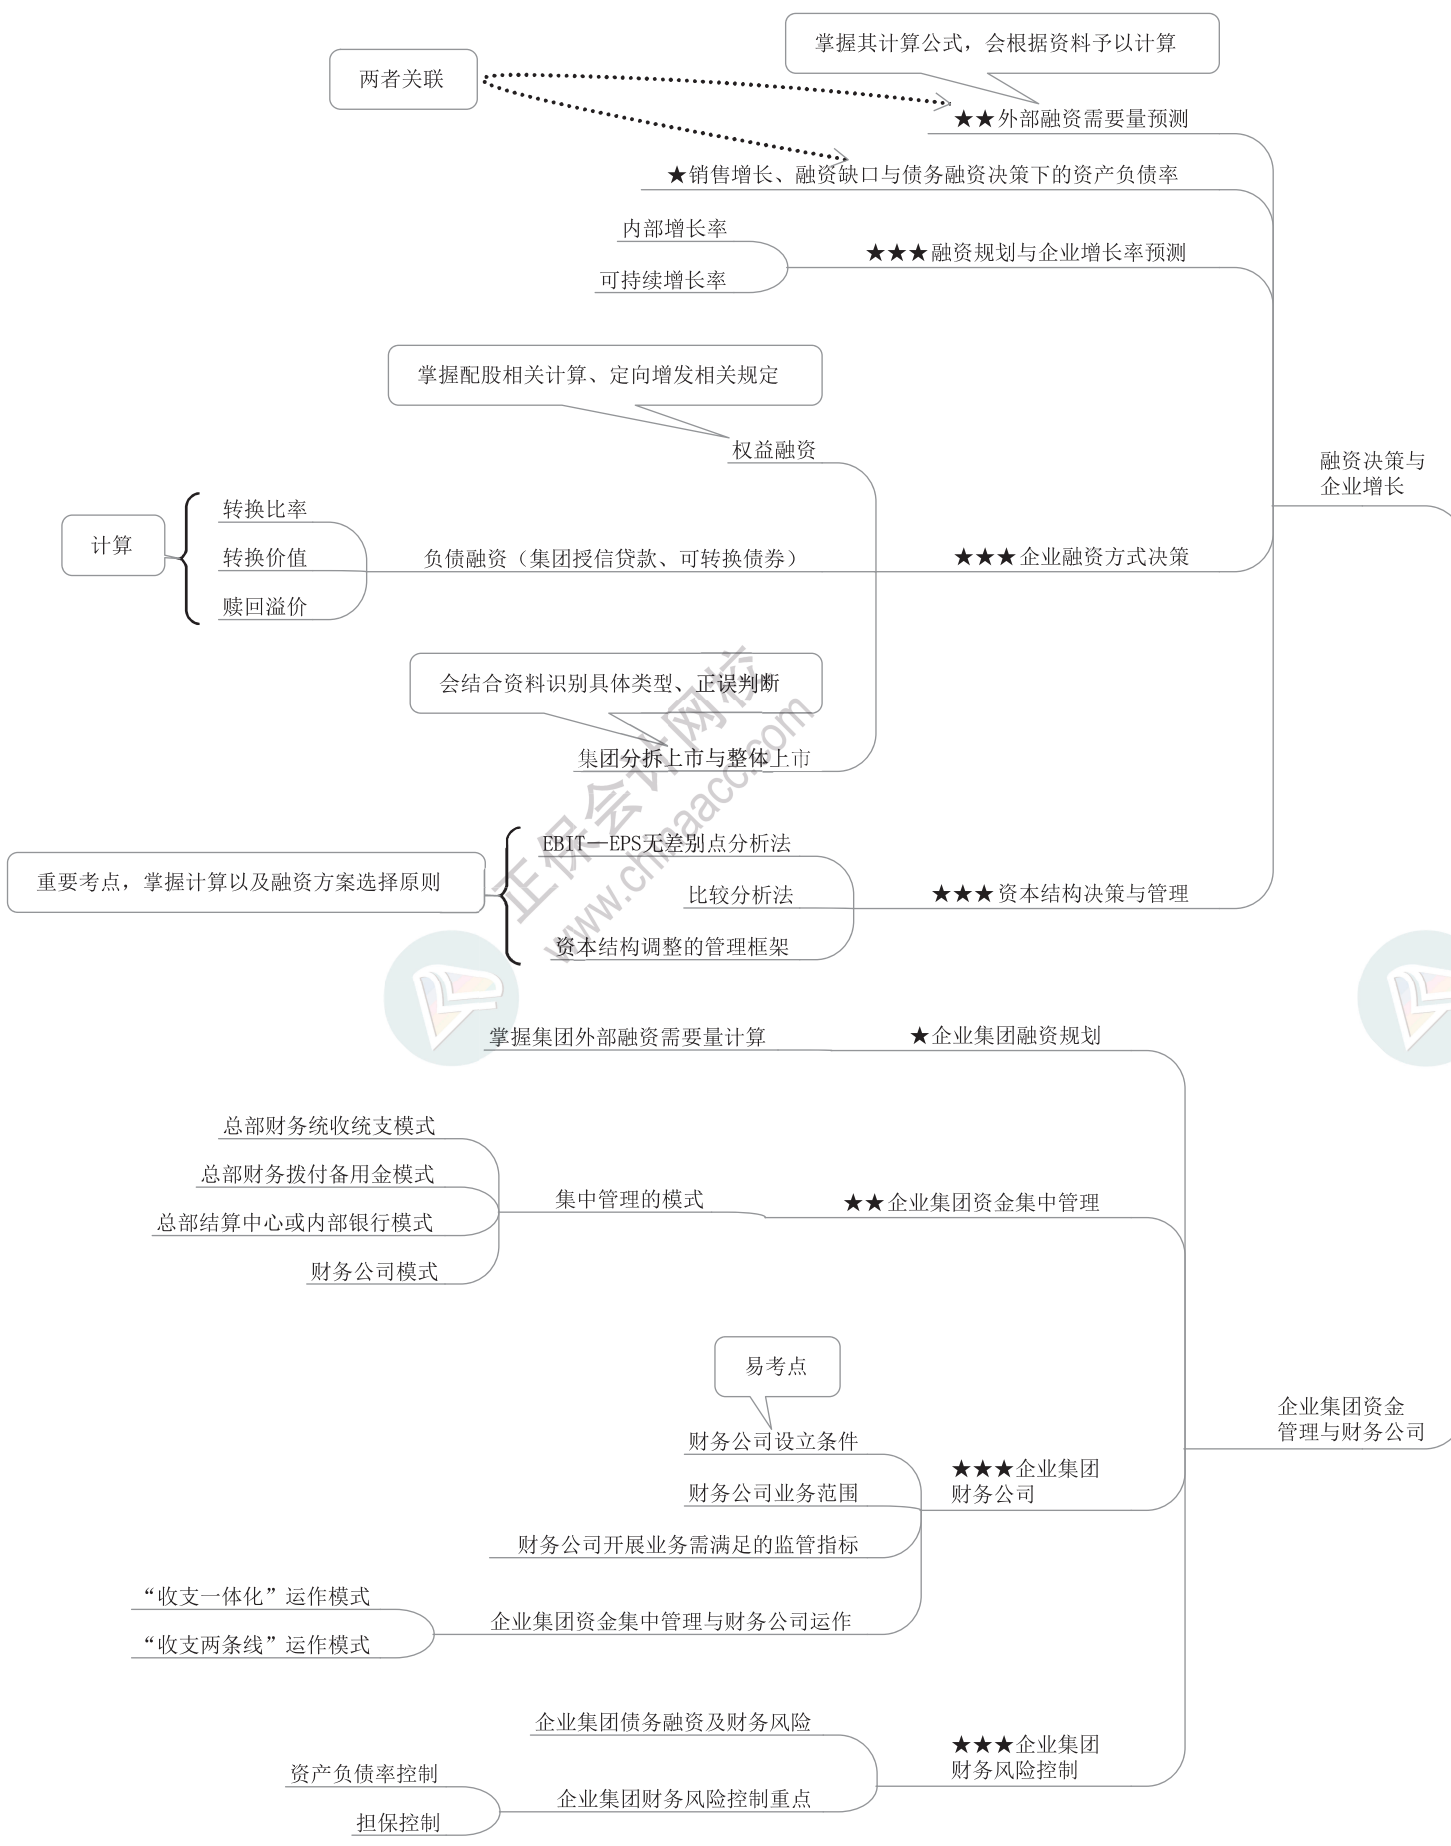 掌握其计算公式，会根据资料予以计算
两者关联
★★外部融资需要量预测
★销售增长、融资缺口与债务融资决策下的资产负债率
内部增长率
★★★融资规划与企业增长率预测
可持续增长率
掌握配股相关计算、定向增发相关规定
权益融资
融资决策与
企业增长
转换比率
计算
转换价值
负债融资（集团授信贷款、可转换债券）
★★★企业融资方式决策
赎回溢价
会结合资料识别具体类型、正误判断
集团分拆上市与整体上市
正保会计网校
www.chinaacc.com
EBIT—EPS无差别点分析法
重要考点，掌握计算以及融资方案选择原则
比较分析法
★★★资本结构决策与管理
资本结构调整的管理框架
掌握集团外部融资需要量计算
★企业集团融资规划
总部财务统收统支模式
总部财务拨付备用金模式
集中管理的模式
★★企业集团资金集中管理
总部结算中心或内部银行模式
财务公司模式
易考点
企业集团资金
管理与财务公司
财务公司设立条件
★★★企业集团
财务公司
财务公司业务范围
财务公司开展业务需满足的监管指标
“收支一体化”运作模式
企业集团资金集中管理与财务公司运作
“收支两条线”运作模式
企业集团债务融资及财务风险
★★★企业集团
财务风险控制
资产负债率控制
企业集团财务风险控制重点
担保控制